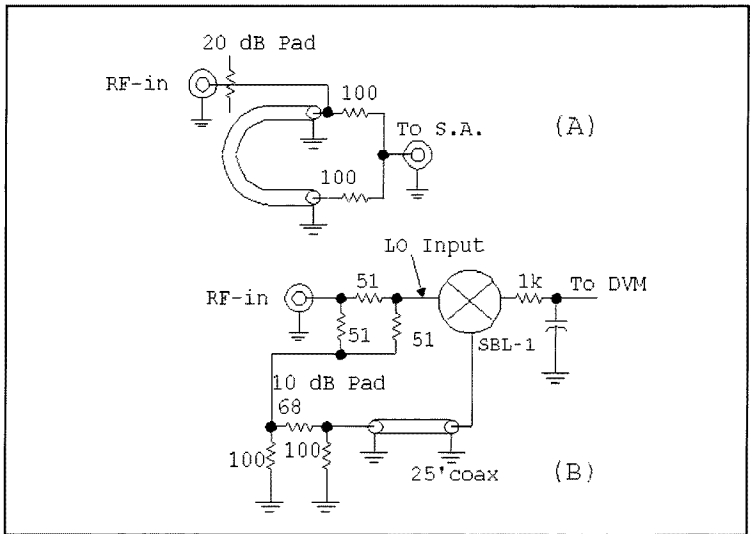 20 dB Pad
RF-in
100
To S.A.
(A)
100
LO Input
51
1k
To DVM
RF-in
51
51
SBL-1
10 dB Pad
68
100
100
25'coax
(B)